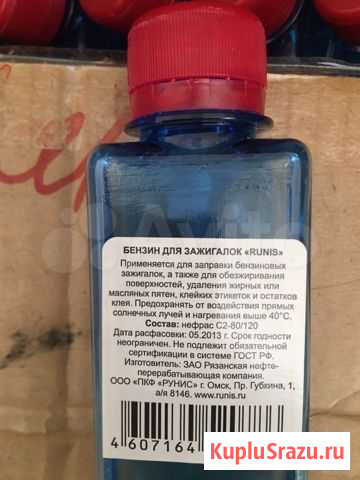 БЕНЗИН ДЛЯ ЗАЖИГАЛОК «RUNIS»
Применяется для заправки бензиновых
зажигалок, а также для обезжиривания
поверхностей, удаления жирных или
масляных пятен, клейких этикеток и остатков
клея. Предохранять от воздействия прямых
солнечных лучей и нагревания выше 40°С.
Состав: нефрас С2-80/120
Дата расфасовки: 05.2013 г. Срок годности
неограничен. Не подлежит обязательной
сертификации в системе ГОСТ РФ.
Изготовитель: ЗАО Рязанская нефте-
перерабатывающая компания.
ООО «ПКФ «РУНИС» г. Омск, Пр. Губкина, 1,
а/я 8146. www.runis.ru
4 607164
Avito
KupluSrazu.ru